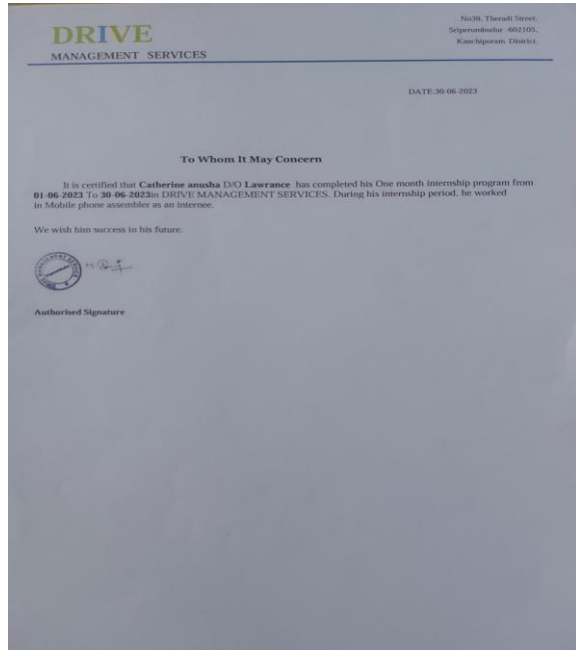 DRIVE
MANAGEMENT SERVICES
No39, Theradi Street,
Sriperumbudur -602105,
Kanchipuram District.
DATE:30-06-2023
To Whom It May Concern
It is certified that Catherine anusha D/O Lawrance has completed his One month internship program from
01-06-2023 To 30-06-2023in DRIVE MANAGEMENT SERVICES. During his internship period, he worked
in Mobile phone assembler as an internee.
We wish him success in his future.
Authorised Signature